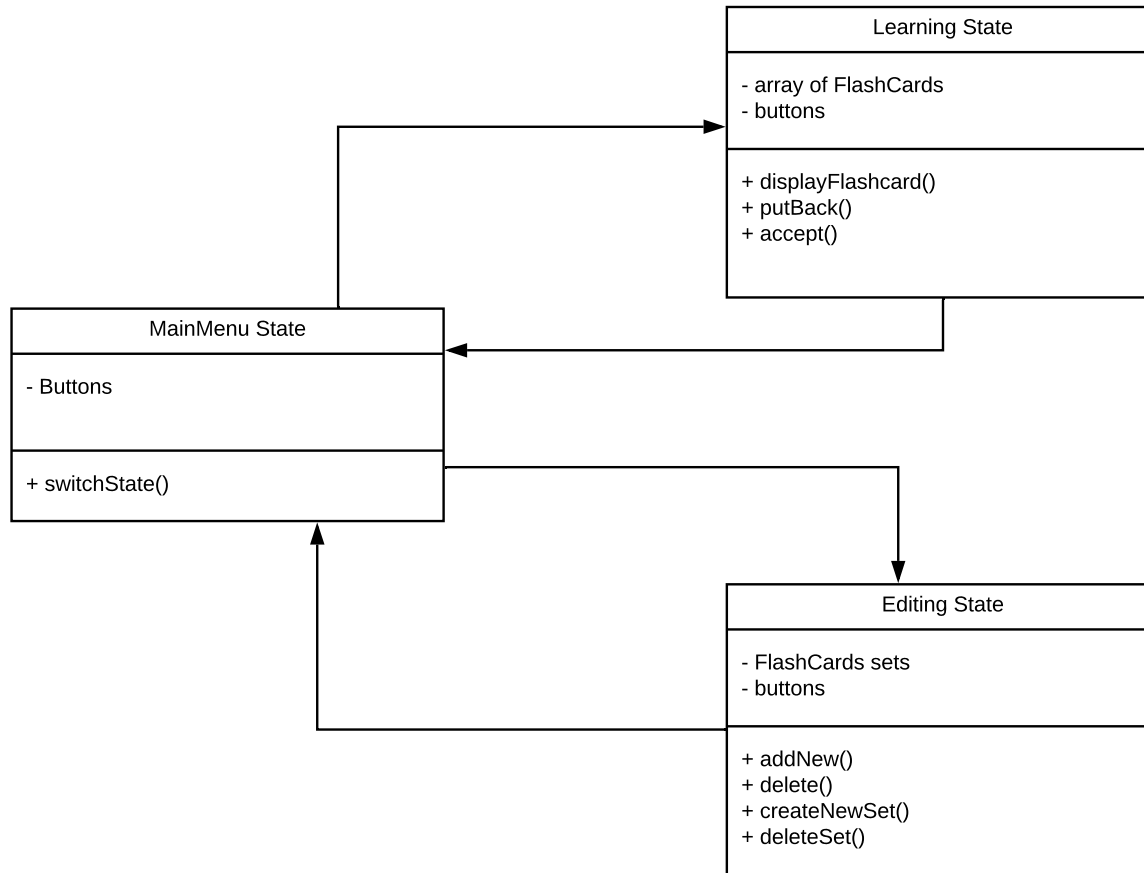 Learning State
- array of FlashCards
- buttons
+ displayFlashcard()
+ putBack()
+ accept()
MainMenu State
- Buttons
+ switchState()
Editing State
- FlashCards sets
- buttons
+ addNew()
+ delete()
+ createNewSet()
+ deleteSet()